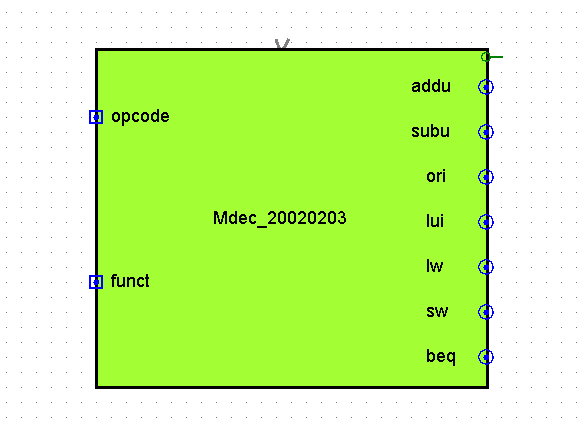 addu
opcode
subu
ori
Mdec_20020203
lui
lw
funct
sw
beq